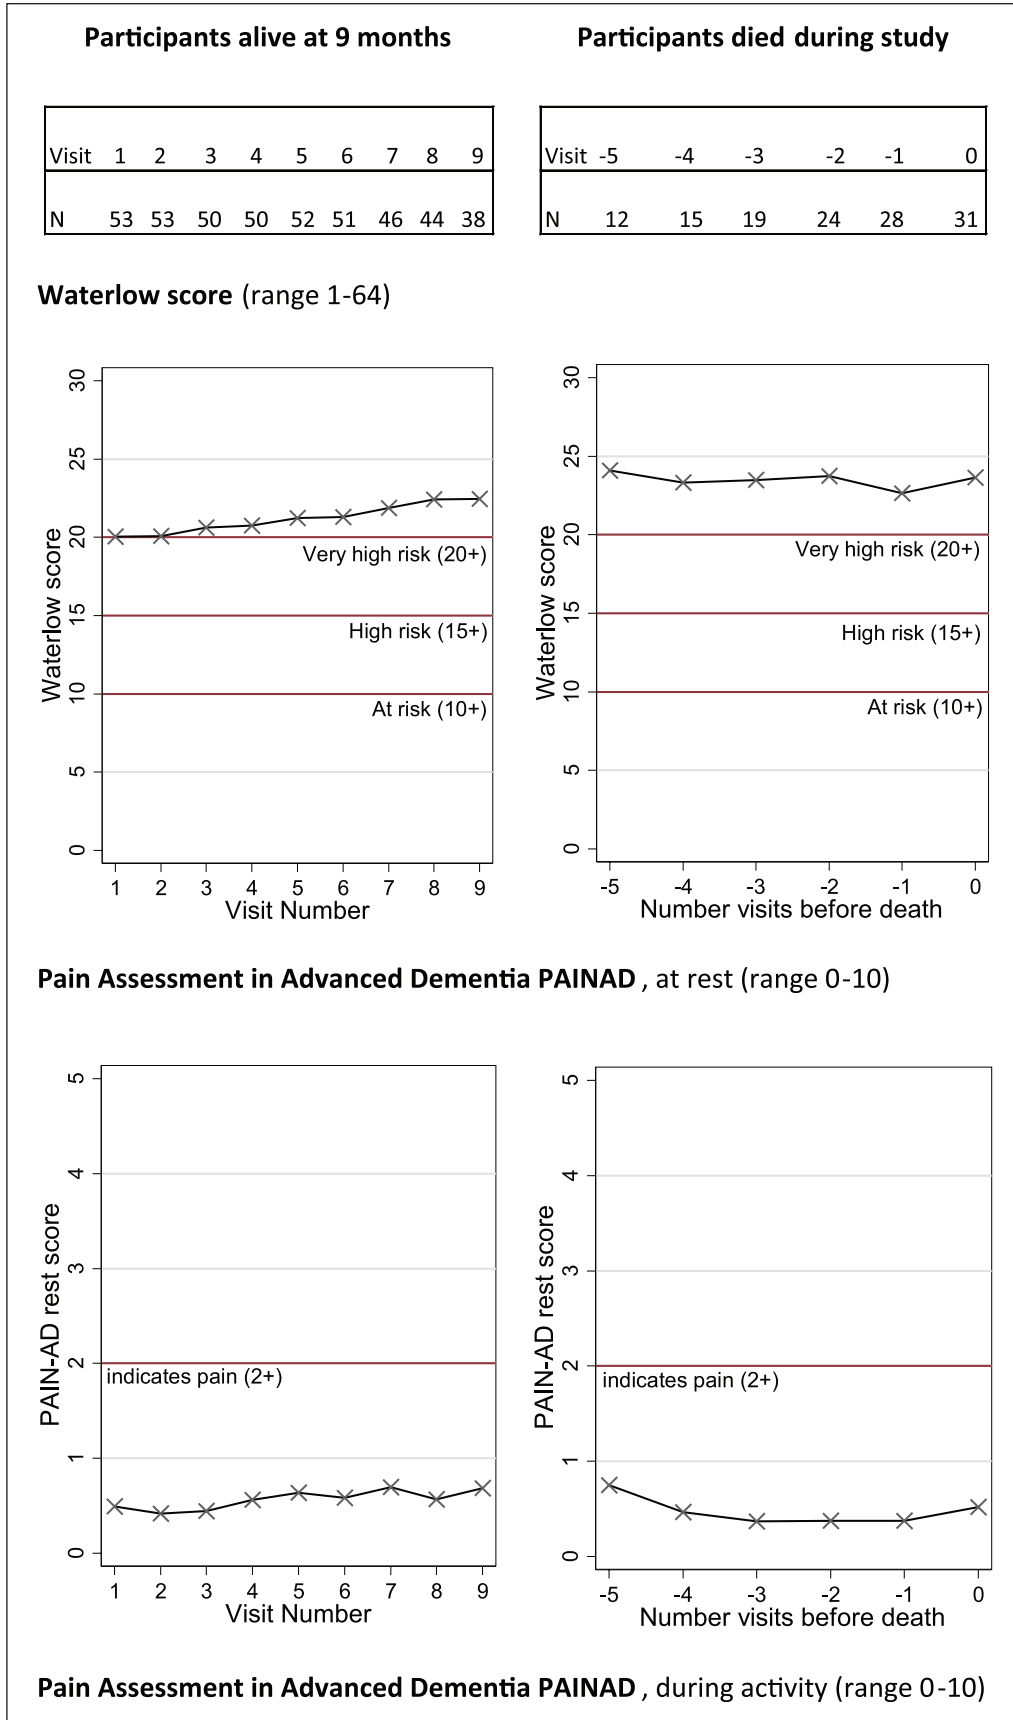 Participants alive at 9 months
Participants died during study
Visit 1 2 3 4 5 6 7 8 9
N 53 53 50 50 52 51 46 44 38
Visit -5 -4 -3 -2 -1 0
N 12 15 19 24 28 31
Waterlow score (range 1-64)
Waterlow score
30
25
20
15
10
5
0
Very high risk (20+)
High risk (15+)
At risk (10+)
1 2 3 4 5 6 7 8 9
Visit Number
Waterlow score
30
25
20
15
10
5
0
Very high risk (20+)
High risk (15+)
At risk (10+)
-5 -4 -3 -2 -1 0
Number visits before death
Pain Assessment in Advanced Dementia PAINAD , at rest (range 0-10)
PAIN-AD rest score
5
4
3
2
1
0
indicates pain (2+)
1 2 3 4 5 6 7 8 9
Visit Number
PAIN-AD rest score
5
4
3
2
1
0
indicates pain (2+)
-5 -4 -3 -2 -1 0
Number visits before death
Pain Assessment in Advanced Dementia PAINAD , during activity (range 0-10)